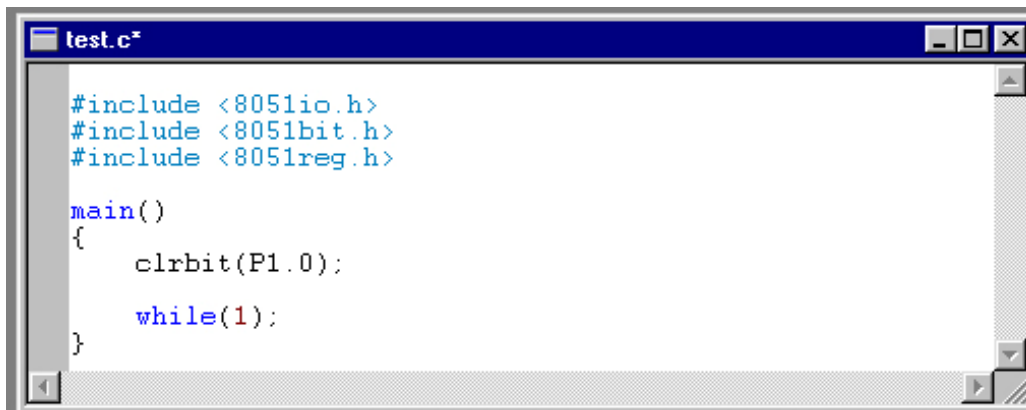 test.c*
#include <8051io.h>
#include <8051bit.h>
#include <8051reg.h>
main()
{
    clrbit(P1.0);
    while(1);
}